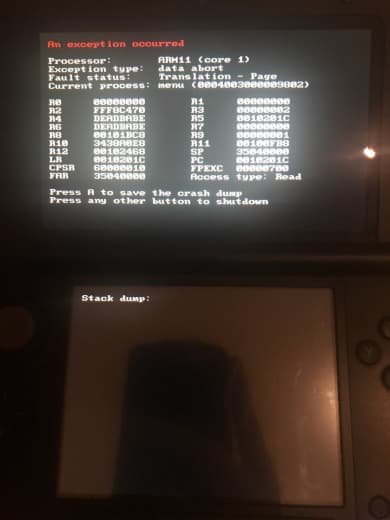 An exception occurred
Processor: ARM11 (core 1)
Exception type: data abort
Fault status: Translation - Page
Current process: menu (0004003000009802)
R0 00000000 R1 00000000
R2 FFF8C470 R3 00000002
R4 DEADBABE R5 0010201C
R6 DEADBABE R7 00000000
R8 00101BC8 R9 00000001
R10 3438A0E8 R11 00100FB8
R12 00102468 SP 35040000
LR 0010201C PC 0010201C
CPSR 60000010 FPEXC 00000700
FAR 35040000 Access type: Read
Press A to save the crash dump
Press any other button to shutdown
Stack dump: